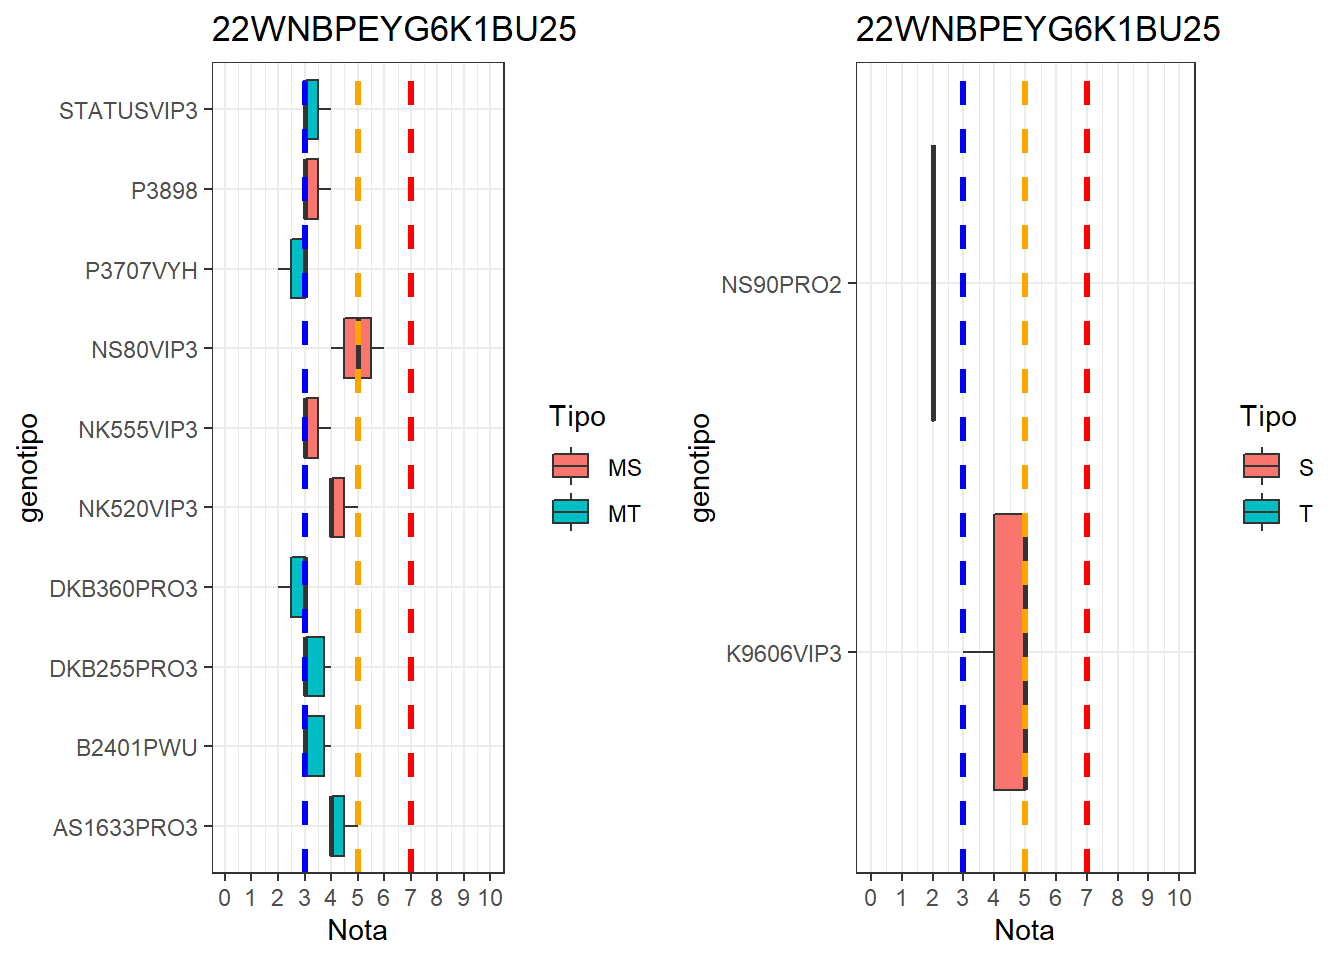 22WNBPEYG6K1BU25
genotipo
STATUSVIP3
P3898
P3707VYH
NS80VIP3
NK555VIP3
NK520VIP3
DKB360PRO3
DKB255PRO3
B2401PWU
AS1633PRO3
0 1 2 3 4 5 6 7 8 9 10
Nota
Tipo
MS
MT
22WNBPEYG6K1BU25
genotipo
NS90PRO2
K9606VIP3
0 1 2 3 4 5 6 7 8 9 10
Nota
Tipo
S
T